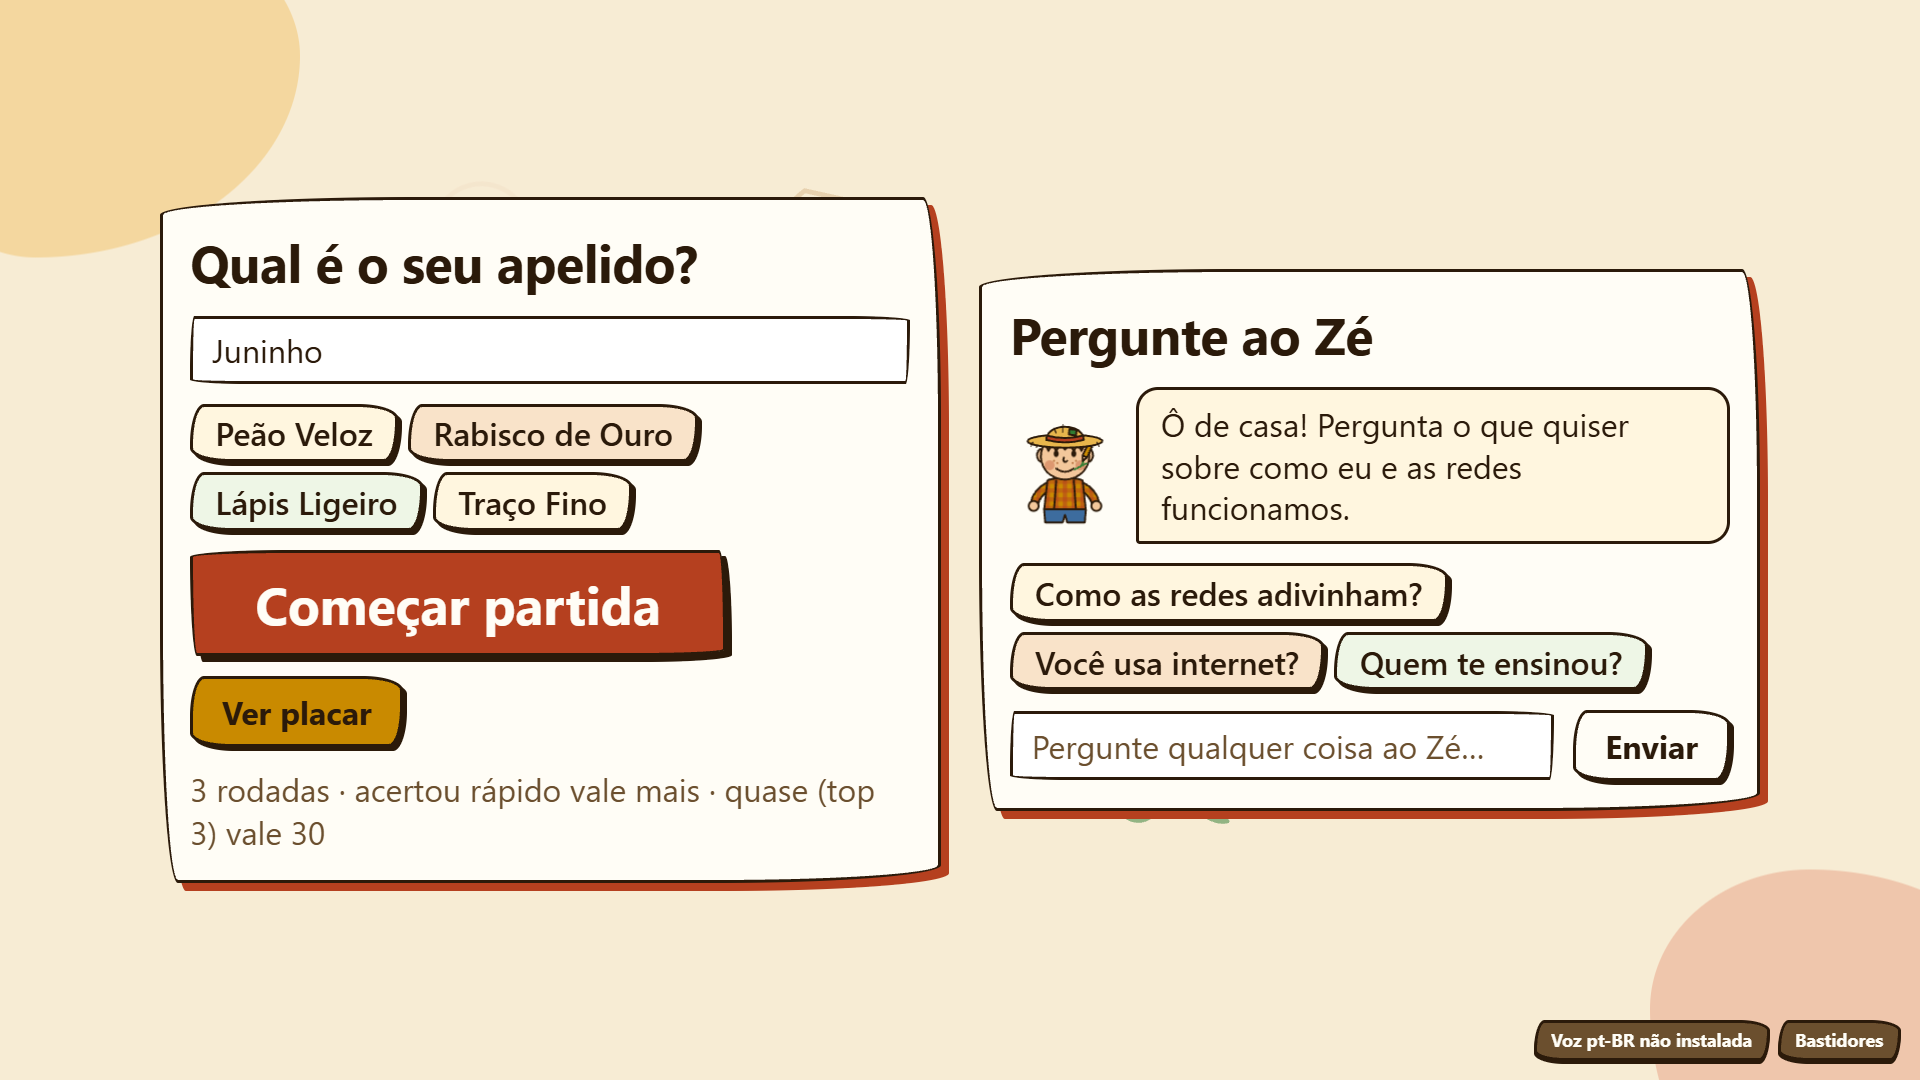 Qual é o seu apelido?
Juninho
Peão Veloz
Rabisco de Ouro
Lápis Ligeiro
Traço Fino
Começar partida
Ver placar
3 rodadas · acertou rápido vale mais · quase (top
3) vale 30
Pergunte ao Zé
Ô de casa! Pergunta o que quiser
sobre como eu e as redes
funcionamos.
Como as redes adivinham?
Você usa internet?
Quem te ensinou?
Pergunte qualquer coisa ao Zé...
Enviar
Voz pt-BR não instalada
Bastidores